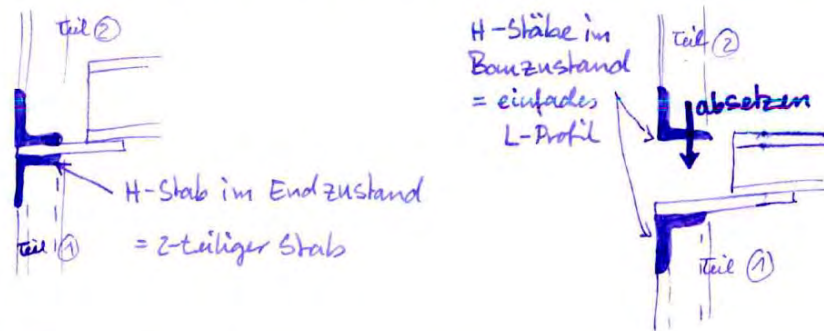 Teil ②
H-Stab im Endzustand
= 2-teiliger Stab
Teil ①
H-Stäbe im
Bauzustand
= einfaches
L-Profil
Teil ②
absetzen
Teil ①